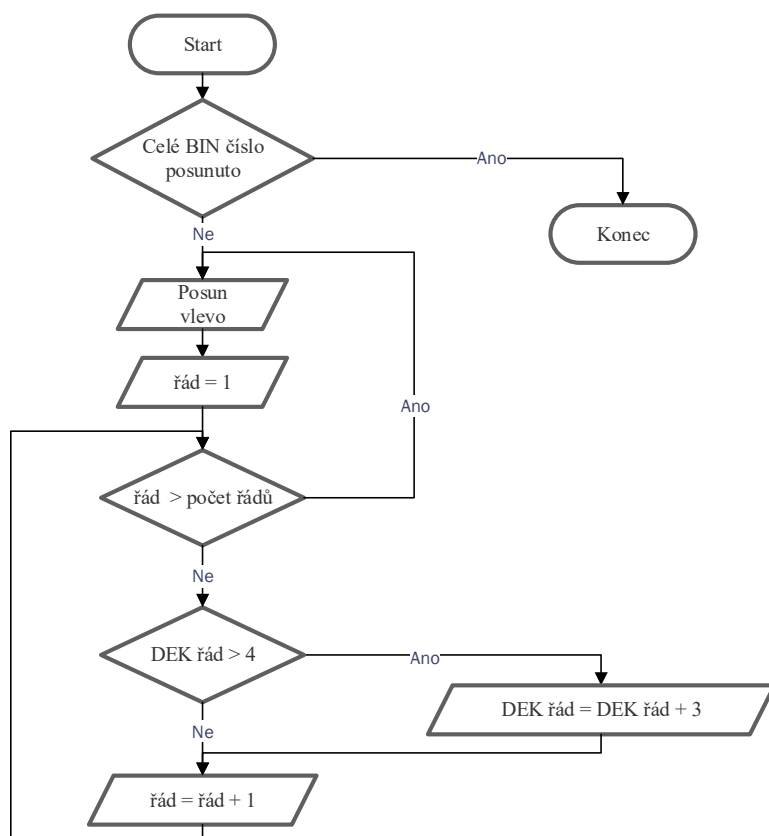 Start
Celé BIN číslo
posunuto
Ano
Konec
Ne
Posun
vlevo
řád = 1
Ano
řád > počet řádů
Ne
DEK řád > 4
Ano
DEK řád = DEK řád + 3
Ne
řád = řád + 1